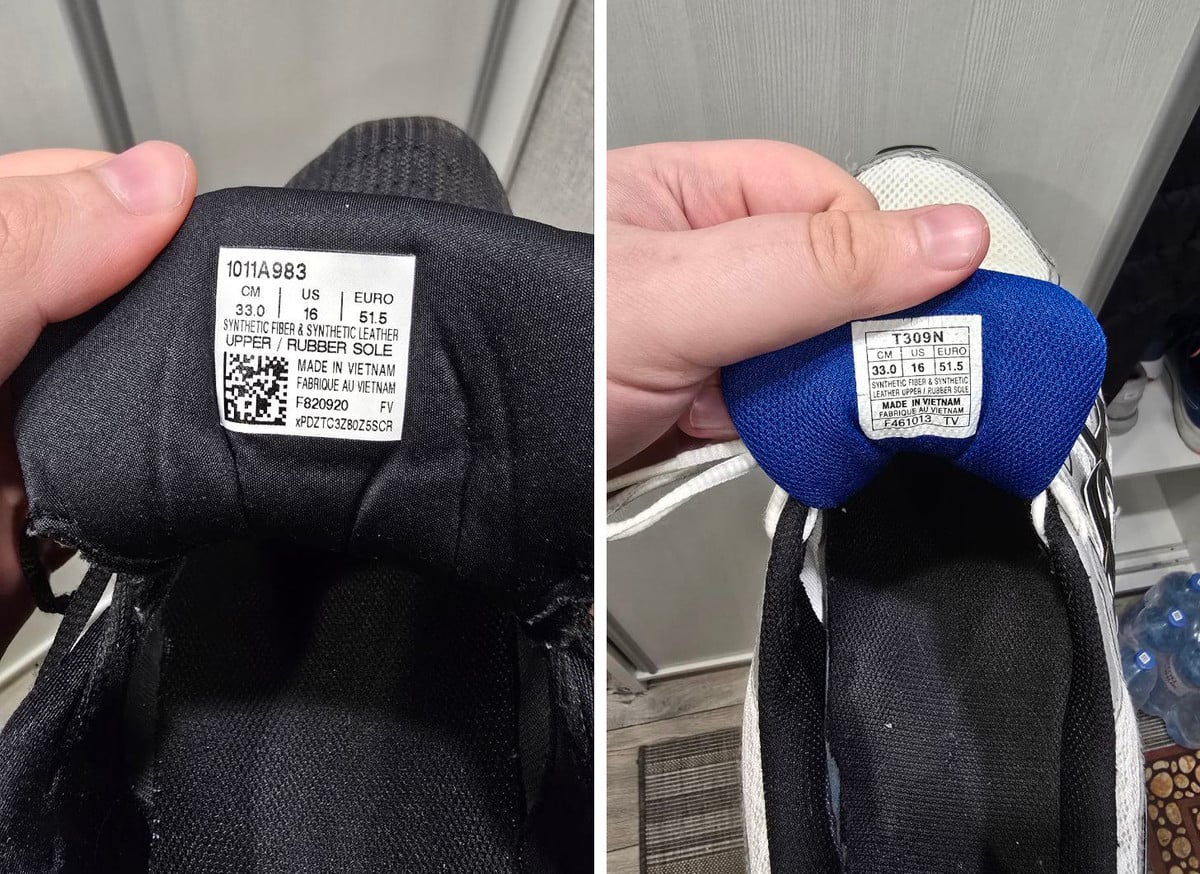 1011A983
CM US EURO
33.0 16 51.5
SYNTHETIC FIBER & SYNTHETIC LEATHER
UPPER / RUBBER SOLE
MADE IN VIETNAM
FABRIQUE AU VIETNAM
F820920 FV
xPDZTC3Z80Z5SCR
T309N
CM US EURO
33.0 16 51.5
SYNTHETIC FIBER & SYNTHETIC
LEATHER UPPER / RUBBER SOLE
MADE IN VIETNAM
FABRIQUE AU VIETNAM
F461013 TV